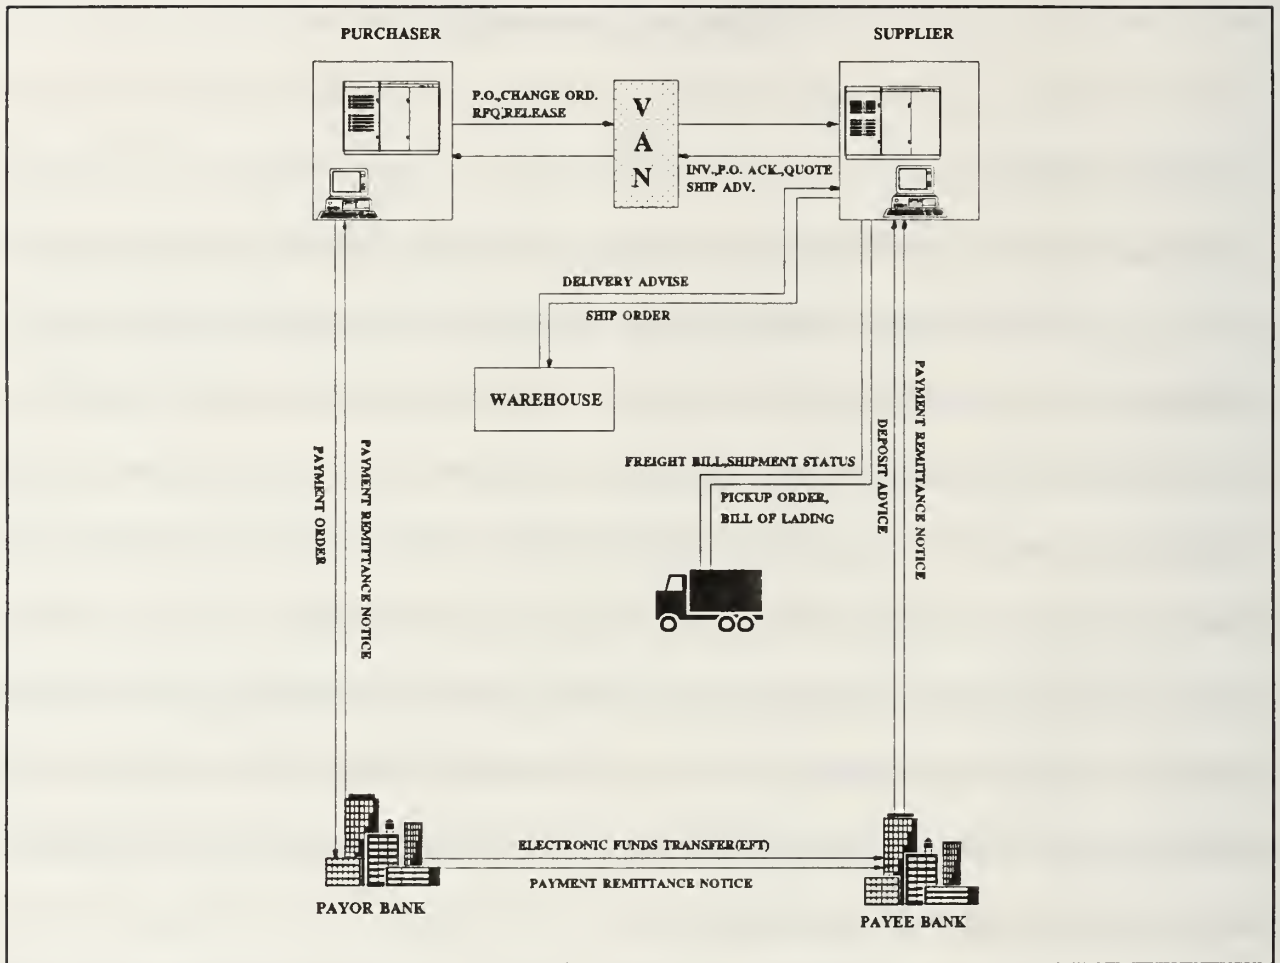 PURCHASER
SUPPLIER
P.O.,CHANGE ORD.
RFQ,RELEASE
V
A
N
INV.,P.O. ACK.,QUOTE
SHIP ADV.
DELIVERY ADVISE
SHIP ORDER
WAREHOUSE
FREIGHT BILL,SHIPMENT STATUS
PICKUP ORDER,
BILL OF LADING
PAYMENT ORDER
PAYMENT REMITTANCE NOTICE
DEPOSIT ADVICE
PAYMENT REMITTANCE NOTICE
ELECTRONIC FUNDS TRANSFER(EFT)
PAYMENT REMITTANCE NOTICE
PAYOR BANK
PAYEE BANK